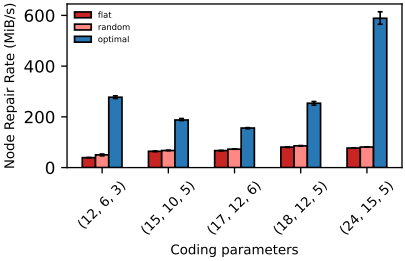 Node Repair Rate (MiB/s)
600
400
200
0
flat
random
optimal
(12, 6, 3)
(15, 10, 5)
(17, 12, 6)
(18, 12, 5)
(24, 15, 5)
Coding parameters